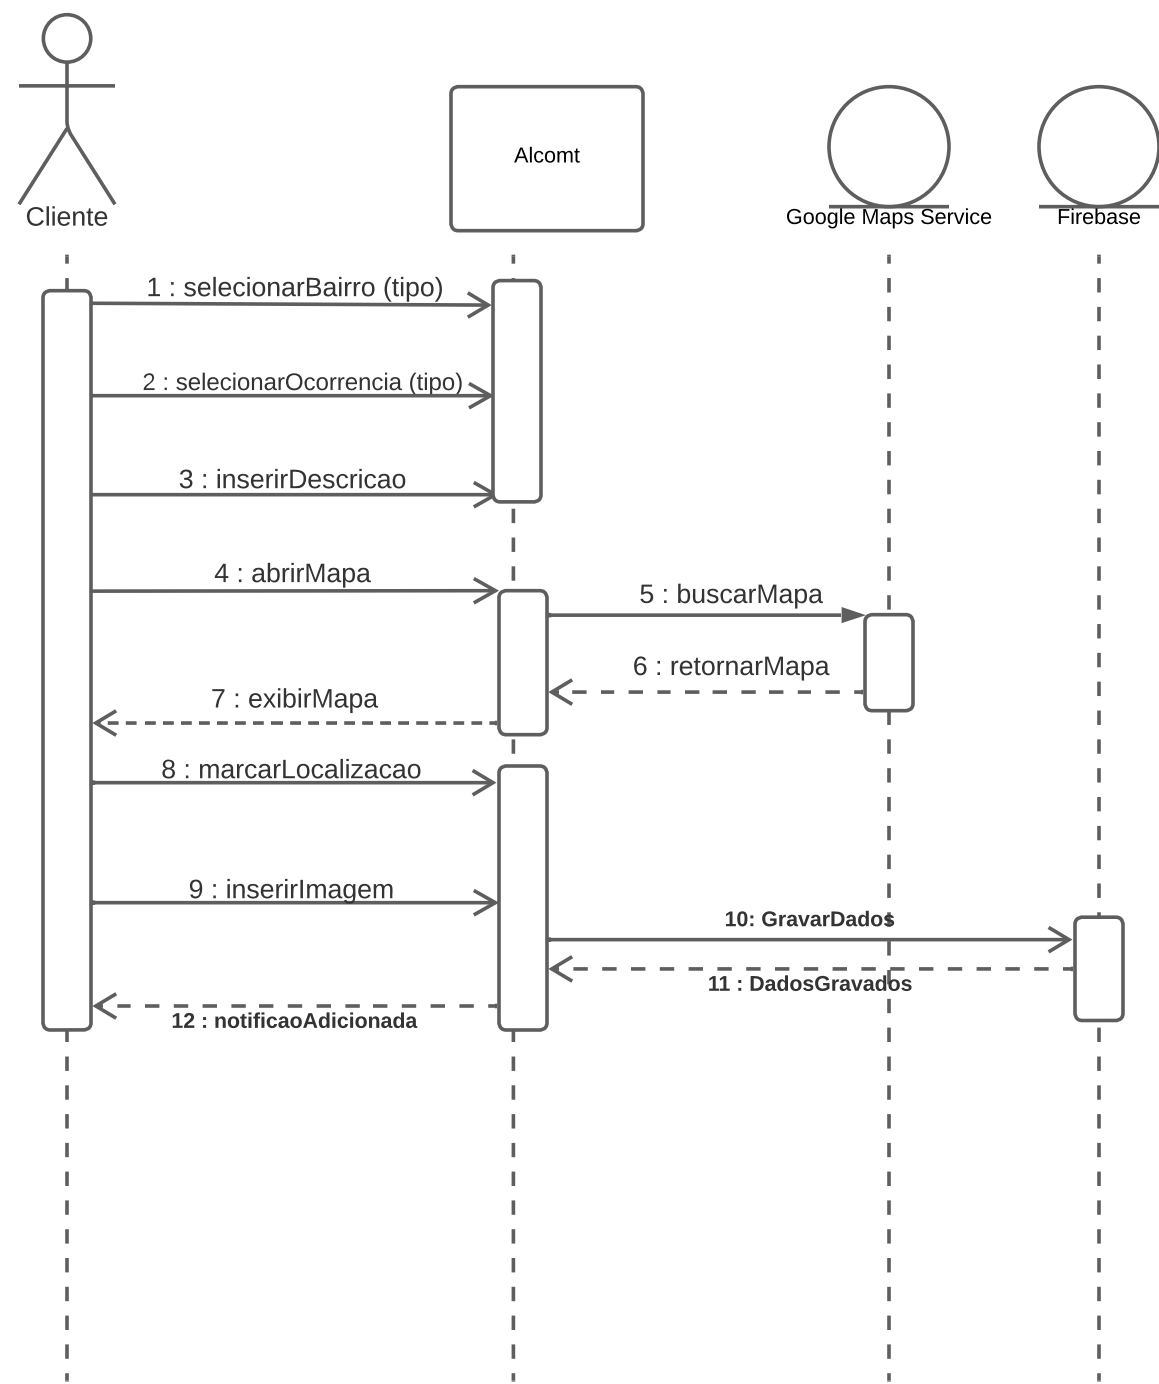 Cliente
Alcomt
Google Maps Service
Firebase
1 : selecionarBairro (tipo)
2 : selecionarOcorrencia (tipo)
3 : inserirDescricao
4 : abrirMapa
5 : buscarMapa
6 : retornarMapa
7 : exibirMapa
8 : marcarLocalizacao
9 : inserirImagem
10: GravarDados
11 : DadosGravados
12 : notificaoAdicionada